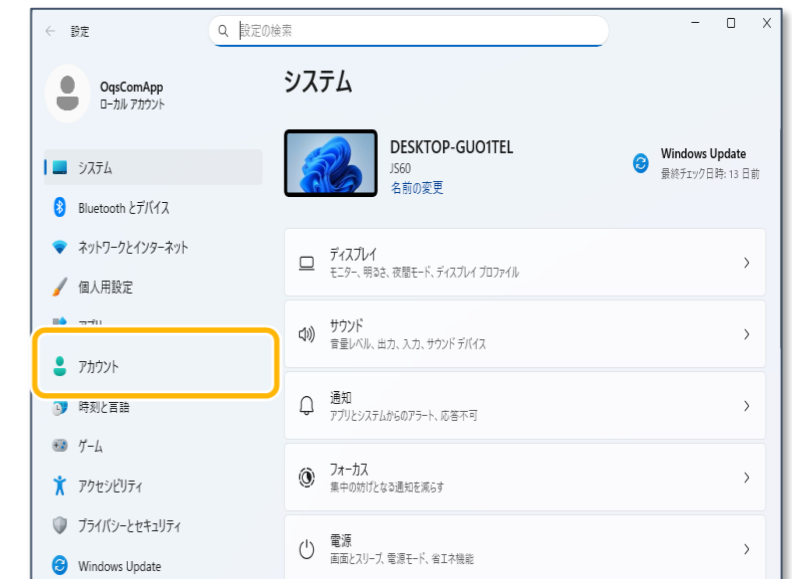 設定
設定の検索
OqsComApp
ローカル アカウント
システム
Bluetooth とデバイス
ネットワークとインターネット
個人用設定
アプリ
アカウント
時刻と言語
ゲーム
アクセシビリティ
プライバシーとセキュリティ
Windows Update
システム
DESKTOP-GUO1TEL
JS60
名前の変更
Windows Update
最終チェック日時: 13 日前
ディスプレイ
モニター、明るさ、夜間モード、ディスプレイ プロファイル
サウンド
音量レベル、出力、入力、サウンド デバイス
通知
アプリとシステムからのアラート、応答不可
フォーカス
集中の妨げとなる通知を減らす
電源
画面とスリープ、電源モード、省エネ機能